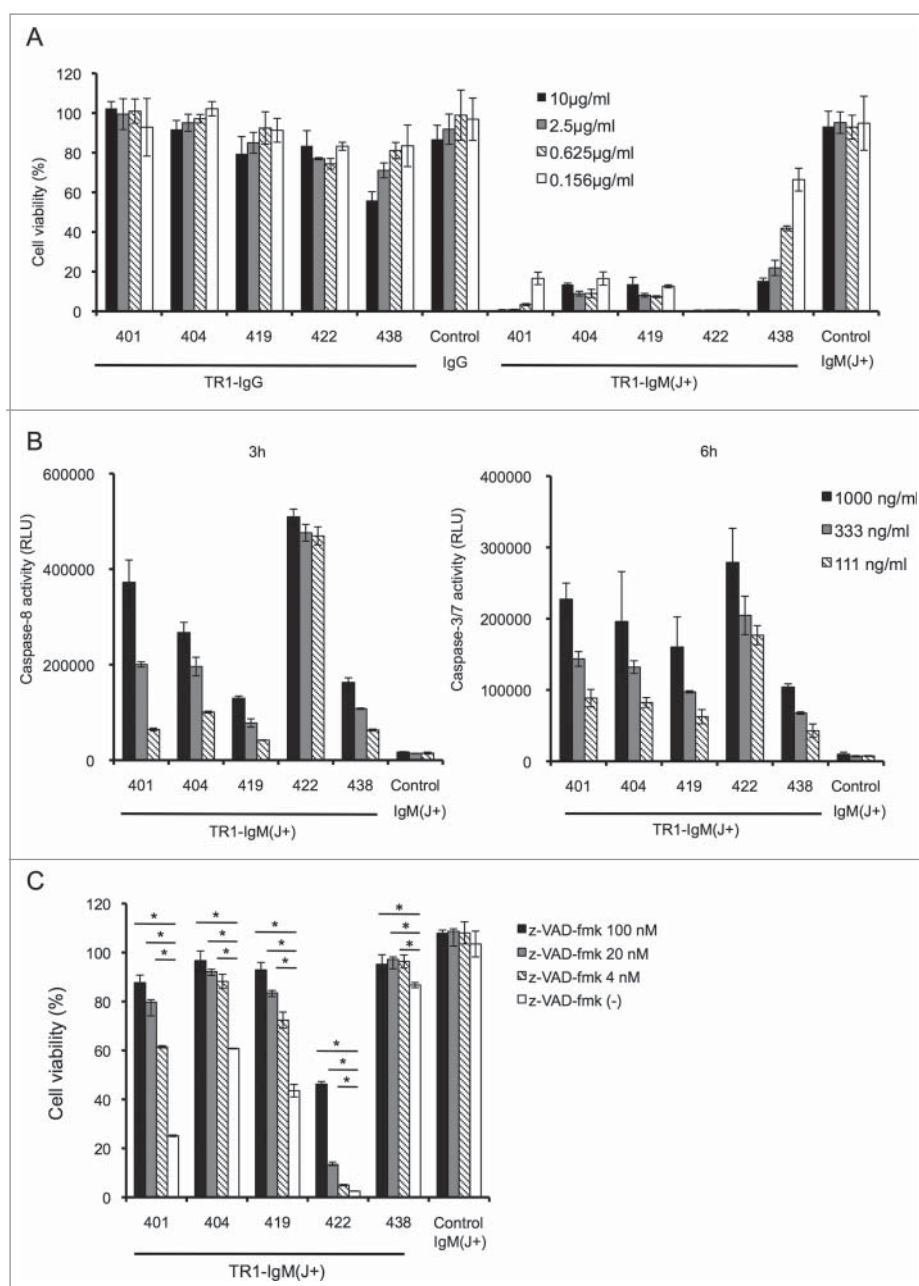 A
120
100
80
60
40
20
0
Cell viability (%)
10µg/ml
2.5µg/ml
0.625µg/ml
0.156µg/ml
401 404 419 422 438 Control IgG
401 404 419 422 438 Control IgM(J+)
TR1-IgG
TR1-IgM(J+)
B
3h
600000
400000
200000
0
Caspase-8 activity (RLU)
401 404 419 422 438 Control IgM(J+)
TR1-IgM(J+)
6h
400000
300000
200000
100000
0
Caspase-3/7 activity (RLU)
1000 ng/ml
333 ng/ml
111 ng/ml
401 404 419 422 438 Control IgM(J+)
TR1-IgM(J+)
C
120
100
80
60
40
20
0
Cell viability (%)
* * * * *
* * * * *
* * * * *
z-VAD-fmk 100 nM
z-VAD-fmk 20 nM
z-VAD-fmk 4 nM
z-VAD-fmk (-)
401 404 419 422 438 Control
IgM(J+)
TR1-IgM(J+)